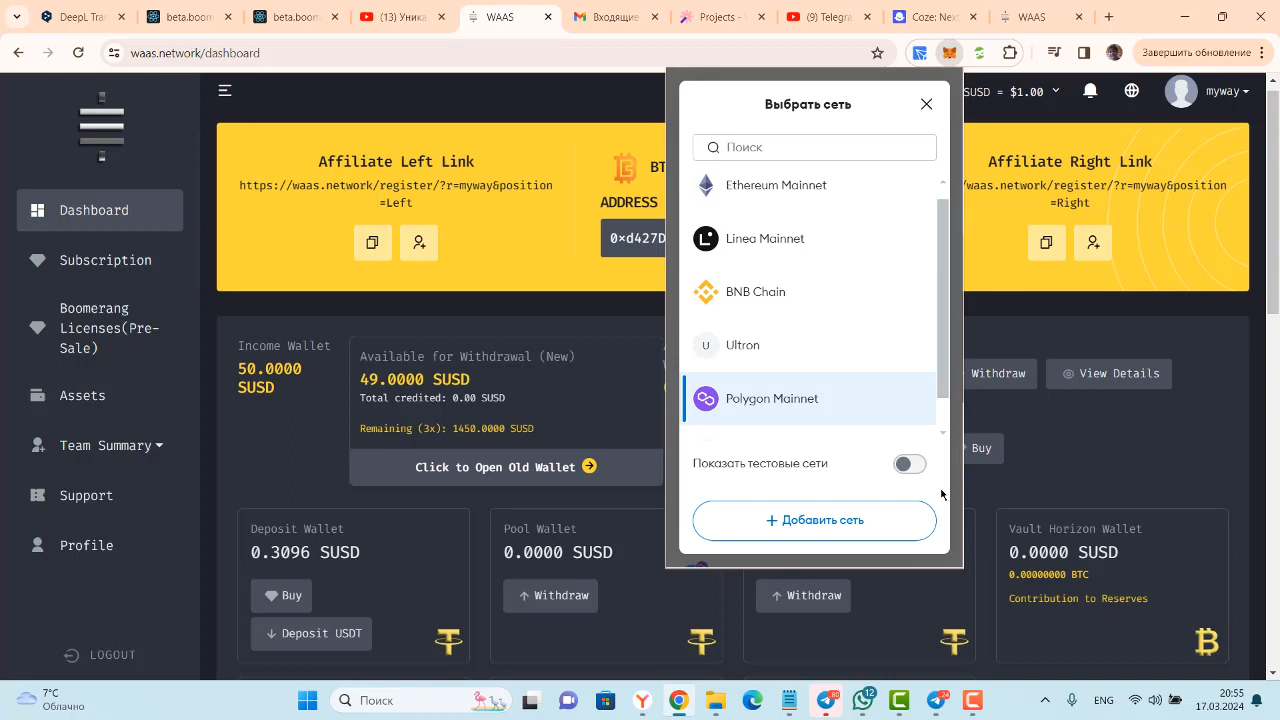 DeepL Tra
beta.boom
beta.boom
(13) Уника
WAAS
Входящие
Projects - V
(9) Telegra
Coze: Next
WAAS
waas.network/dashboard
Завершить обновление
SUSD = $1.00
myway
Affiliate Left Link
https://waas.network/register/?r=myway&position
=Left
BT
ADDRESS
0×d427D
Affiliate Right Link
/waas.network/register/?r=myway&position
=Right
Dashboard
Subscription
Boomerang
Licenses(Pre-
Sale)
Assets
Team Summary
Support
Profile
LOGOUT
Income Wallet
50.0000
SUSD
Available for Withdrawal (New)
49.0000 SUSD
Total credited: 0.00 SUSD
Remaining (3x): 1450.0000 SUSD
Click to Open Old Wallet
Withdraw
View Details
Buy
Выбрать сеть
Поиск
Ethereum Mainnet
Linea Mainnet
BNB Chain
U
Ultron
Polygon Mainnet
Показать тестовые сети
+ Добавить сеть
Deposit Wallet
0.3096 SUSD
Buy
Deposit USDT
Pool Wallet
0.0000 SUSD
Withdraw
Withdraw
Vault Horizon Wallet
0.0000 SUSD
0.00000000 BTC
Contribution to Reserves
7°C
Облачно
Поиск
80
12
24
ENG
20:55
17.03.2024